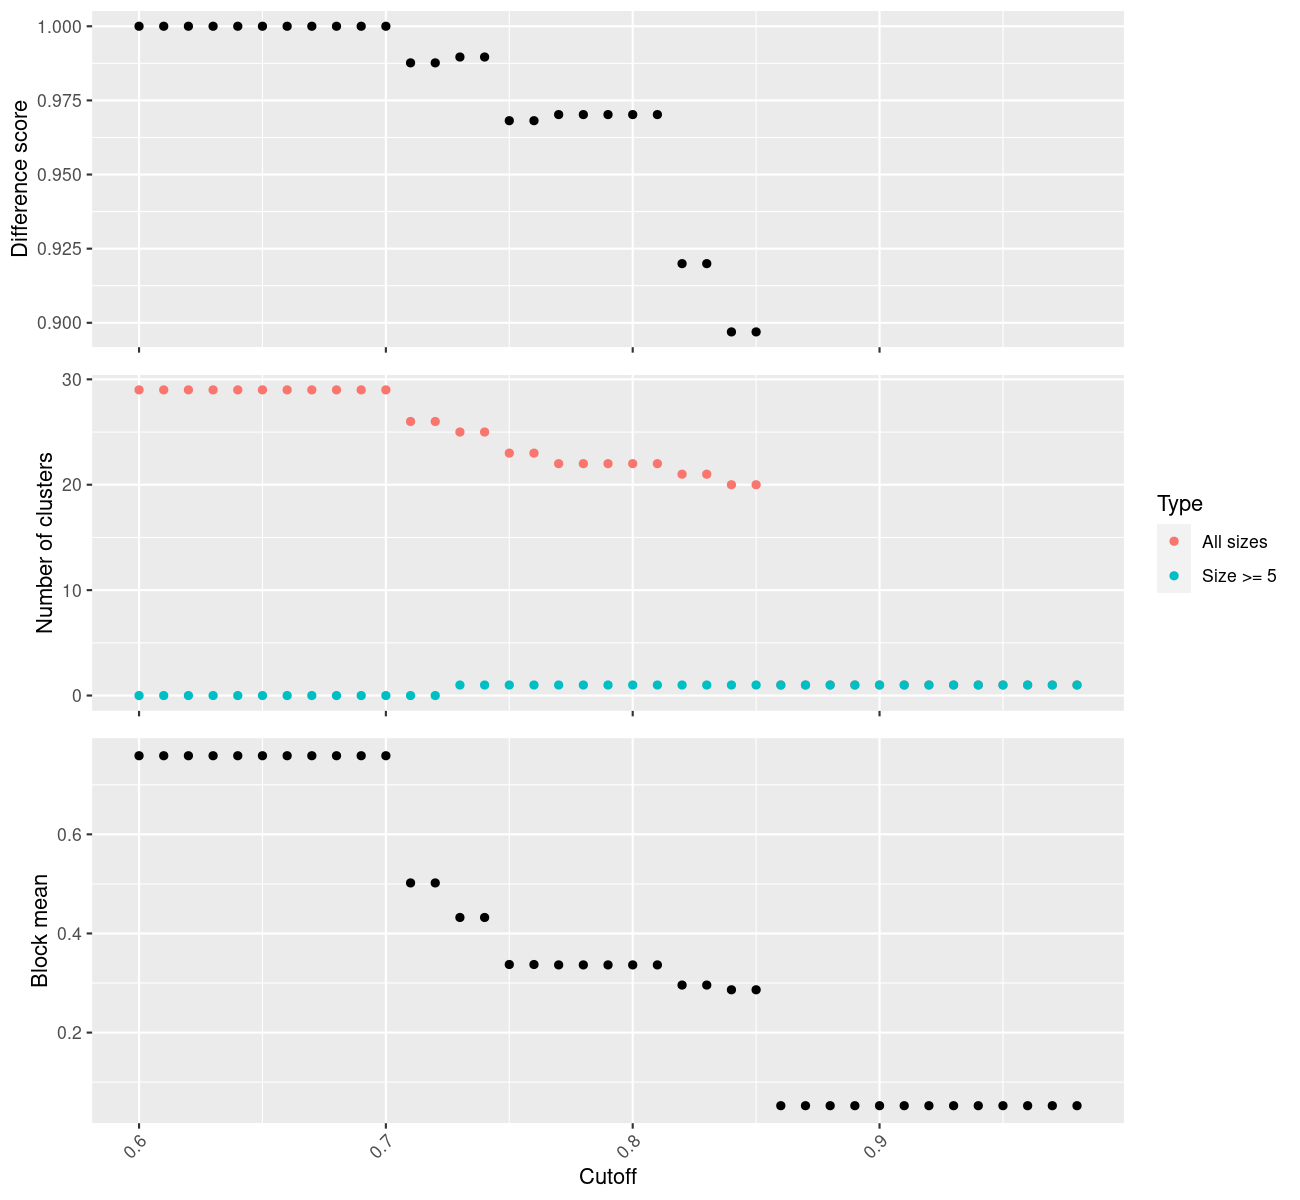 Difference score
1.000
0.975
0.950
0.925
0.900
Number of clusters
30
20
10
0
Type
All sizes
Size >= 5
Block mean
0.6
0.4
0.2
0.6
0.7
0.8
0.9
Cutoff